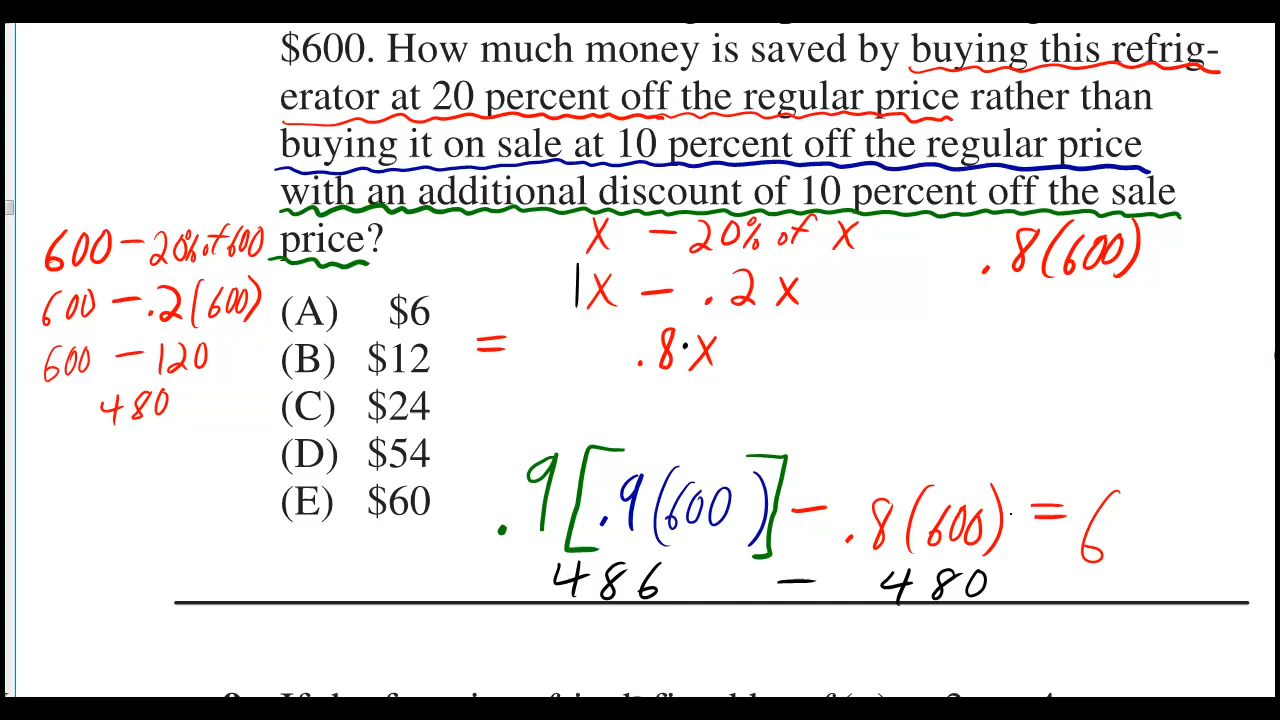 $600. How much money is saved by buying this refrig-
erator at 20 percent off the regular price rather than
buying it on sale at 10 percent off the regular price
with an additional discount of 10 percent off the sale
price?
600 - 20% of 600
600 - .2(600)
600 - 120
480
x - 20% of x
1x - .2x
= .8·x
.8(600)
(A) $6
(B) $12
(C) $24
(D) $54
(E) $60
.9[.9(600)] - .8(600) = 6
486 - 480